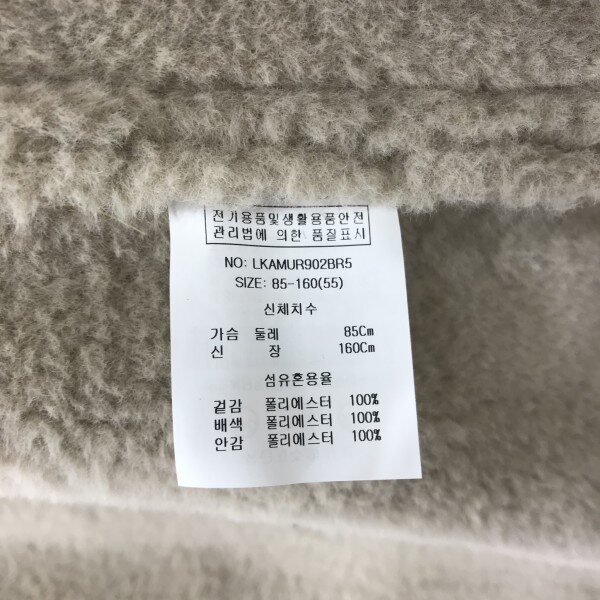 전기용품및생활용품안전
관리법에 의한 품질표시
NO: LKAMUR902BR5
SIZE: 85-160(55)
신체치수
가슴 둘레 85Cm
신 장 160Cm
섬유혼용율
겉감 폴리에스터 100%
배색 폴리에스터 100%
안감 폴리에스터 100%